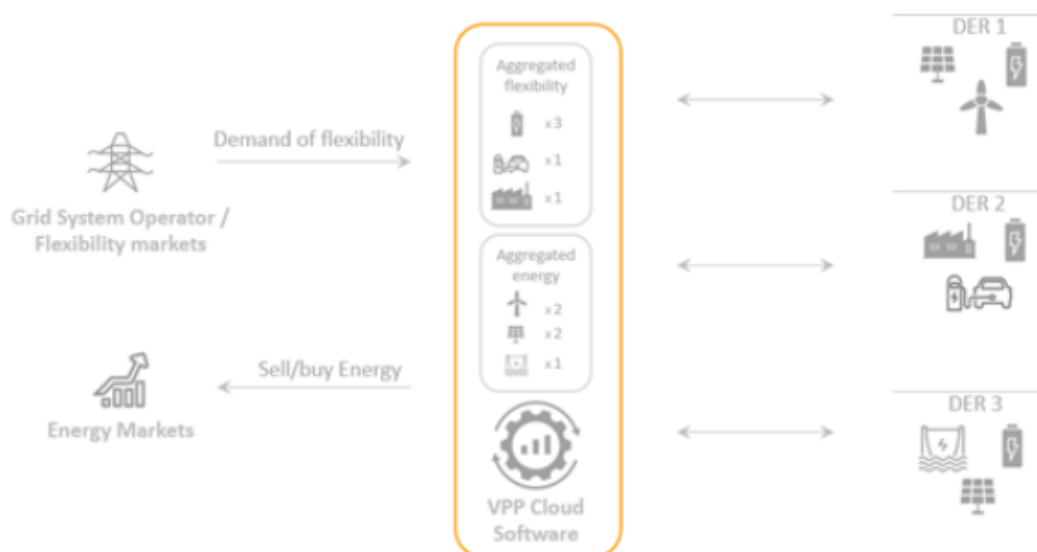 Demand of flexibility
Grid System Operator /
Flexibility markets
Sell/buy Energy
Energy Markets
Aggregated
flexibility
x3
x1
x1
Aggregated
energy
x2
x2
x1
VPP Cloud
Software
DER 1
DER 2
DER 3